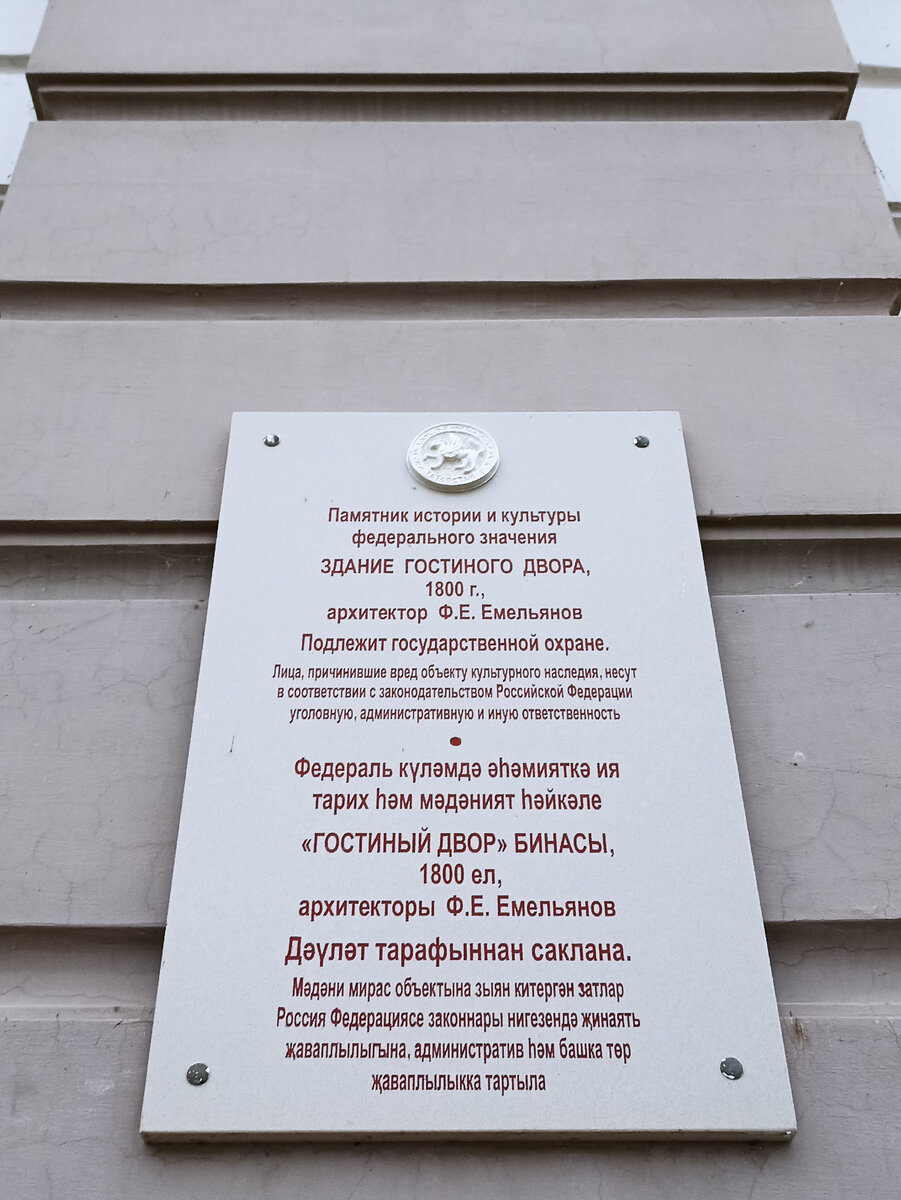 ТАТАРСТАН
Памятник истории и культуры
федерального значения
ЗДАНИЕ ГОСТИНОГО ДВОРА,
1800 г.,
архитектор Ф.Е. Емельянов
Подлежит государственной охране.
Лица, причинившие вред объекту культурного наследия, несут
в соответствии с законодательством Российской Федерации
уголовную, административную и иную ответственность
Федераль күләмдә әһәмияткә ия
тарих һәм мәдәният һәйкәле
«ГОСТИНЫЙ ДВОР» БИНАСЫ,
1800 ел,
архитекторы Ф.Е. Емельянов
Дәүләт тарафыннан саклана.
Мәдәни мирас объектына зыян китергән затлар
Россия Федерациясе законнары нигезендә җинаять
җаваплылыгына, административ һәм башка төр
җаваплылыкка тартыла